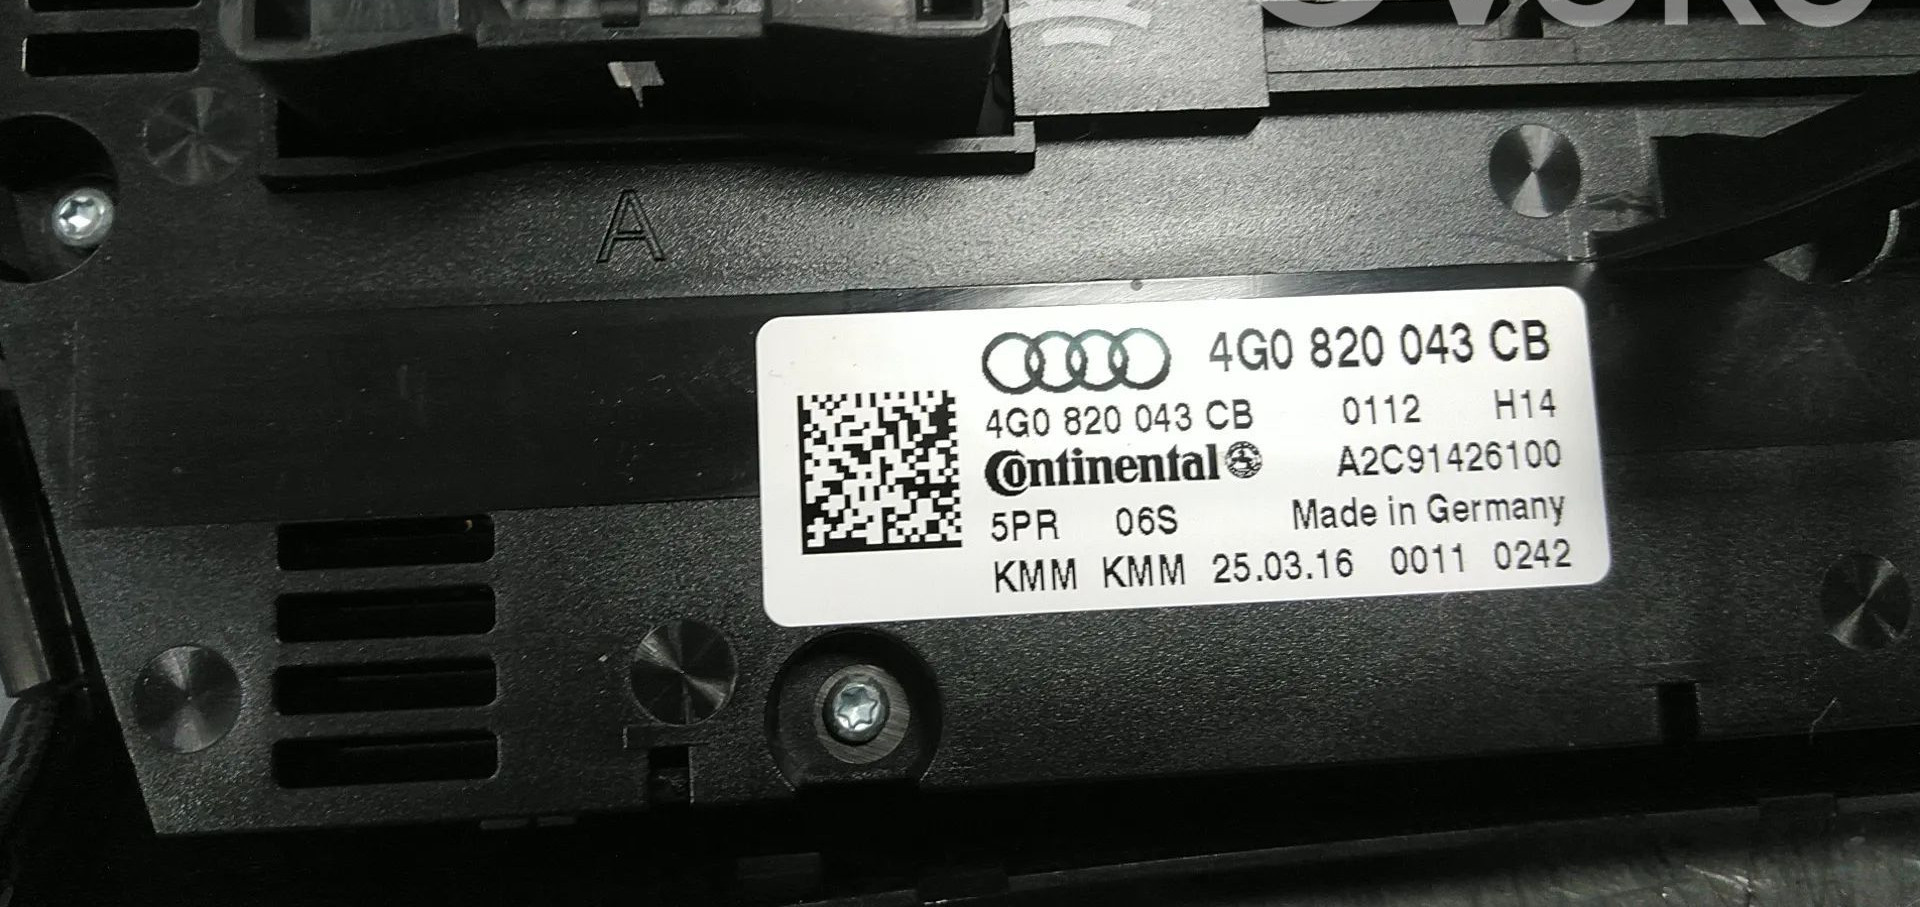 A
4G0 820 043 CB
4G0 820 043 CB 0112 H14
Continental A2C91426100
5PR 06S Made in Germany
KMM KMM 25.03.16 0011 0242